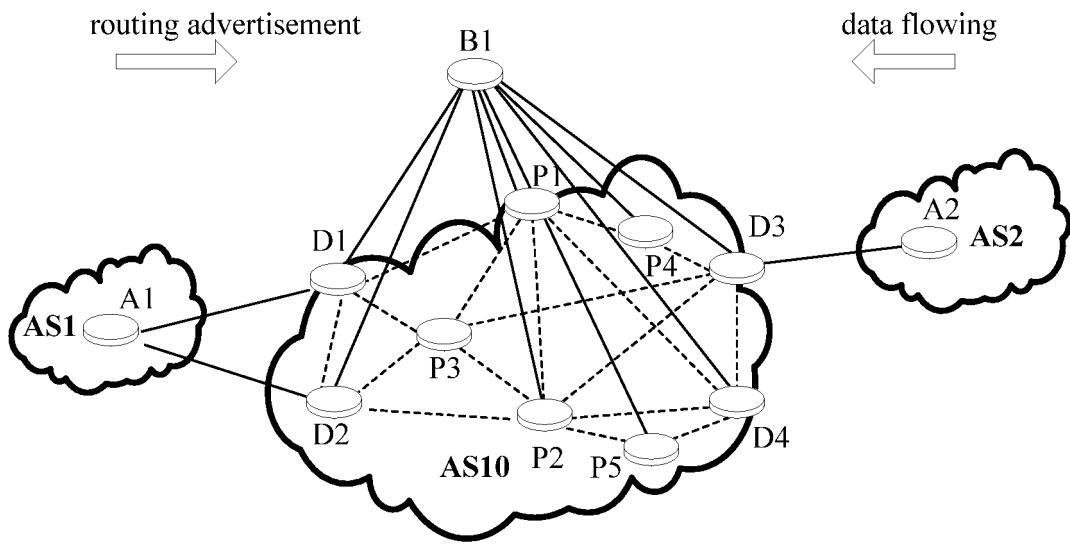 routing advertisement
data flowing
B1
P1
A2
AS2
D1
D3
P4
A1
AS1
P3
D2
P2
D4
P5
AS10